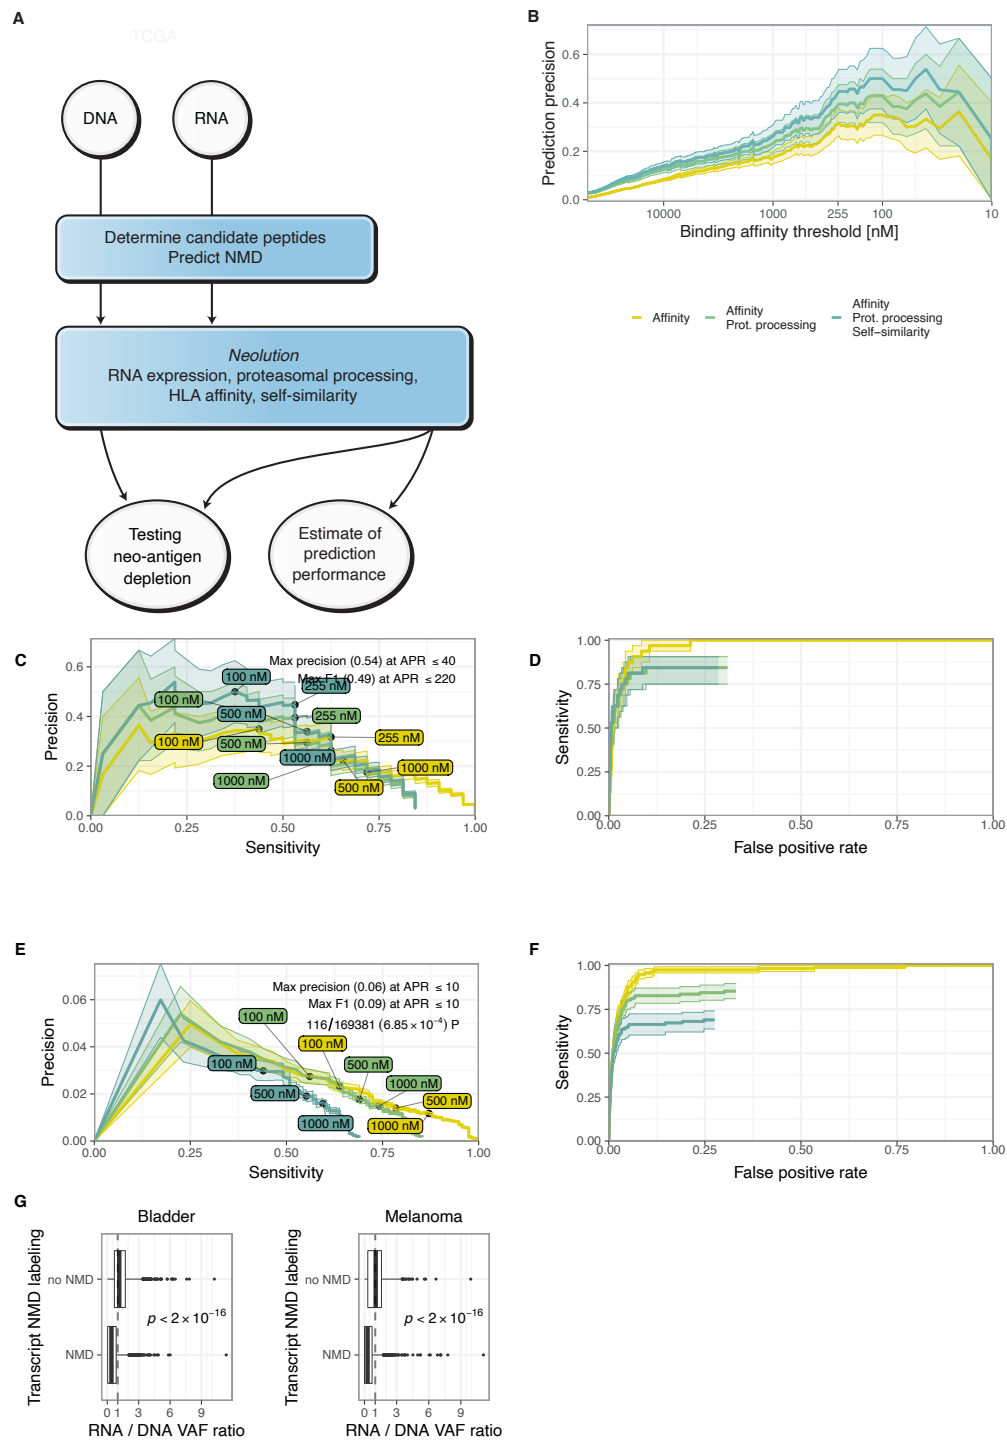 A
TCGA
DNA
RNA
Determine candidate peptides
Predict NMD
Neolution
RNA expression, proteasomal processing,
HLA affinity, self-similarity
Testing
neo-antigen
depletion
Estimate of
prediction
performance
B
Prediction precision
0.6
0.4
0.2
0.0
10000
1000
255
100
10
Binding affinity threshold [nM]
Affinity
Affinity
Prot. processing
Affinity
Prot. processing
Self−similarity
C
Precision
0.6
0.4
0.2
0.0
Max precision (0.54) at APR ≤ 40
Max F1 (0.49) at APR ≤ 220
100 nM
255 nM
100 nM
500 nM
255 nM
100 nM
500 nM
255 nM
1000 nM
1000 nM
1000 nM
500 nM
0.00
0.25
0.50
0.75
1.00
Sensitivity
D
Sensitivity
1.00
0.75
0.50
0.25
0.00
0.00
0.25
0.50
0.75
1.00
False positive rate
E
Precision
0.06
0.04
0.02
0.00
Max precision (0.06) at APR ≤ 10
Max F1 (0.09) at APR ≤ 10
116/169381 (6.85 × 10⁻⁴) P
100 nM
100 nM
100 nM
500 nM
500 nM
1000 nM
500 nM
1000 nM
1000 nM
0.00
0.25
0.50
0.75
1.00
Sensitivity
F
Sensitivity
1.00
0.75
0.50
0.25
0.00
0.00
0.25
0.50
0.75
1.00
False positive rate
G
Bladder
Transcript NMD labeling
no NMD
NMD
p < 2 × 10⁻¹⁶
0 1 3 6 9
RNA / DNA VAF ratio
Melanoma
Transcript NMD labeling
no NMD
NMD
p < 2 × 10⁻¹⁶
0 1 3 6 9
RNA / DNA VAF ratio